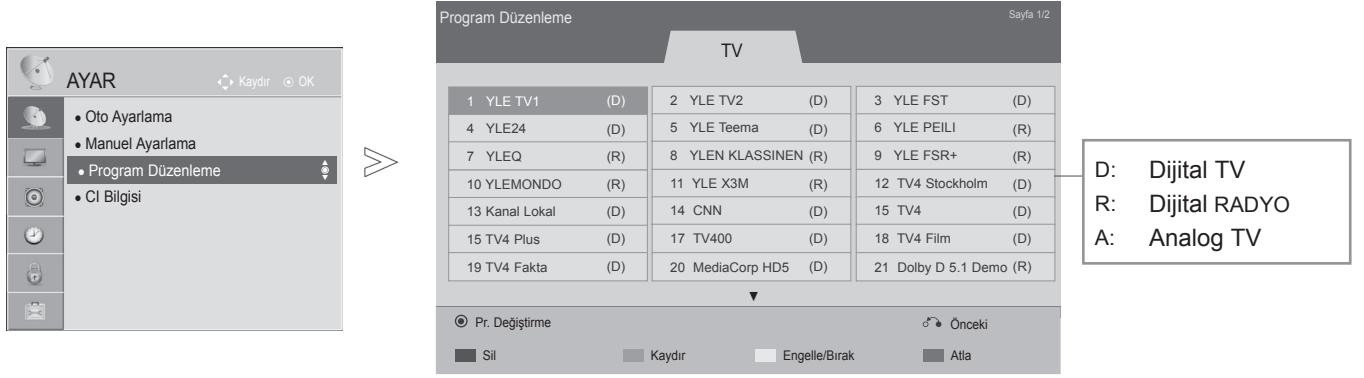 AYAR Kaydır OK
• Oto Ayarlama
• Manuel Ayarlama
• Program Düzenleme
• CI Bilgisi
Program Düzenleme Sayfa 1/2
TV
1 YLE TV1 (D) 2 YLE TV2 (D) 3 YLE FST (D)
4 YLE24 (D) 5 YLE Teema (D) 6 YLE PEILI (R)
7 YLEQ (R) 8 YLEN KLASSINEN (R) 9 YLE FSR+ (R)
10 YLEMONDO (R) 11 YLE X3M (R) 12 TV4 Stockholm (D)
13 Kanal Lokal (D) 14 CNN (D) 15 TV4 (D)
15 TV4 Plus (D) 17 TV400 (D) 18 TV4 Film (D)
19 TV4 Fakta (D) 20 MediaCorp HD5 (D) 21 Dolby D 5.1 Demo (R)
▼
Pr. Değiştirme Önceki
Sil Kaydır Engelle/Bırak Atla
D: Dijital TV
R: Dijital RADYO
A: Analog TV